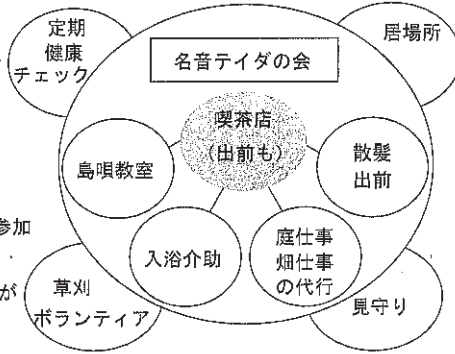 定期
健康
チェック
居場所
名音テイダの会
喫茶店
(出前も)
島唄教室
散髪
出前
参加
入浴介助
庭仕事
畑仕事
の代行
が
草刈
ボランティア
見守り